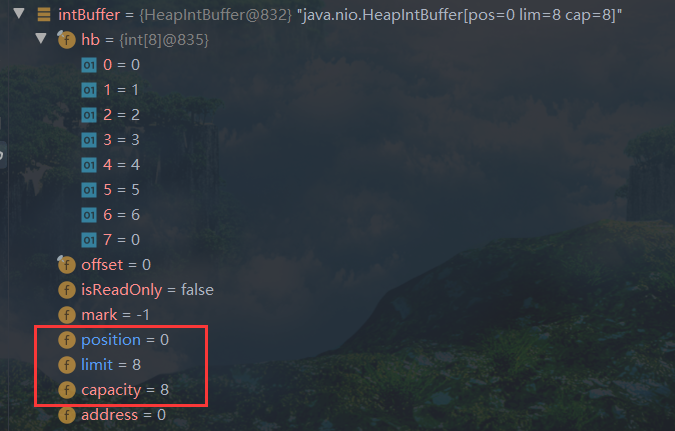 intBuffer = {HeapIntBuffer@832} "java.nio.HeapIntBuffer[pos=0 lim=8 cap=8]"
f hb = {int[8]@835}
01 0 = 0
01 1 = 1
01 2 = 2
01 3 = 3
01 4 = 4
01 5 = 5
01 6 = 6
01 7 = 0
f offset = 0
f isReadOnly = false
f mark = -1
f position = 0
f limit = 8
f capacity = 8
f address = 0